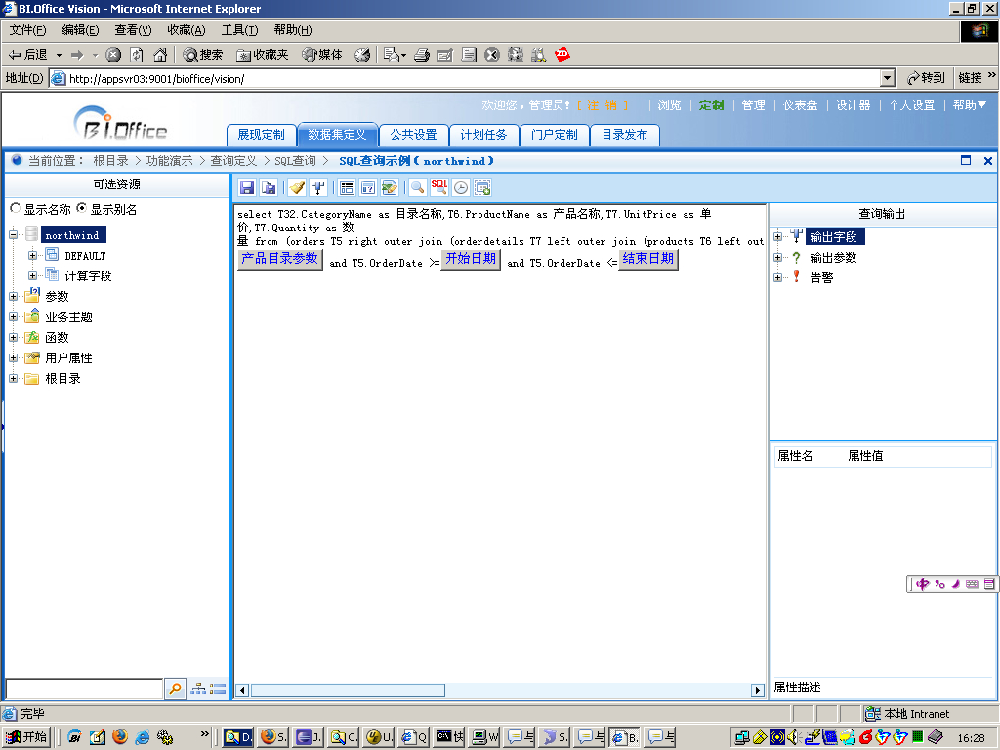 BI.Office Vision - Microsoft Internet Explorer
文件(F) 编辑(E) 查看(V) 收藏(A) 工具(T) 帮助(H)
后退 搜索 收藏夹 媒体
地址(D) http://appsvr03:9001/bioffice/vision/ 转到 链接 »
欢迎您,管理员! [ 注 销 ] | 浏览 | 定制 | 管理 | 仪表盘 | 设计器 | 个人设置 | 帮助▼
Bi.Office
展现定制 数据集定义 公共设置 计划任务 门户定制 目录发布
当前位置: 根目录 > 功能演示 > 查询定义 > SQL查询 > SQL查询示例(northwind)
可选资源
显示名称 显示别名
northwind
DEFAULT
计算字段
参数
业务主题
函数
用户属性
根目录
SQL
select T32.CategoryName as 目录名称,T6.ProductName as 产品名称,T7.UnitPrice as 单
价,T7.Quantity as 数
量 from (orders T5 right outer join (orderdetails T7 left outer join (products T6 left out
产品目录参数 and T5.OrderDate >= 开始日期 and T5.OrderDate <= 结束日期 ;
查询输出
输出字段
输出参数
告警
属性名 属性值
属性描述
中
完毕 本地 Intranet
开始 » D. S. J. C. U. Q 快 W 与 S. 与 B. 与 16:28